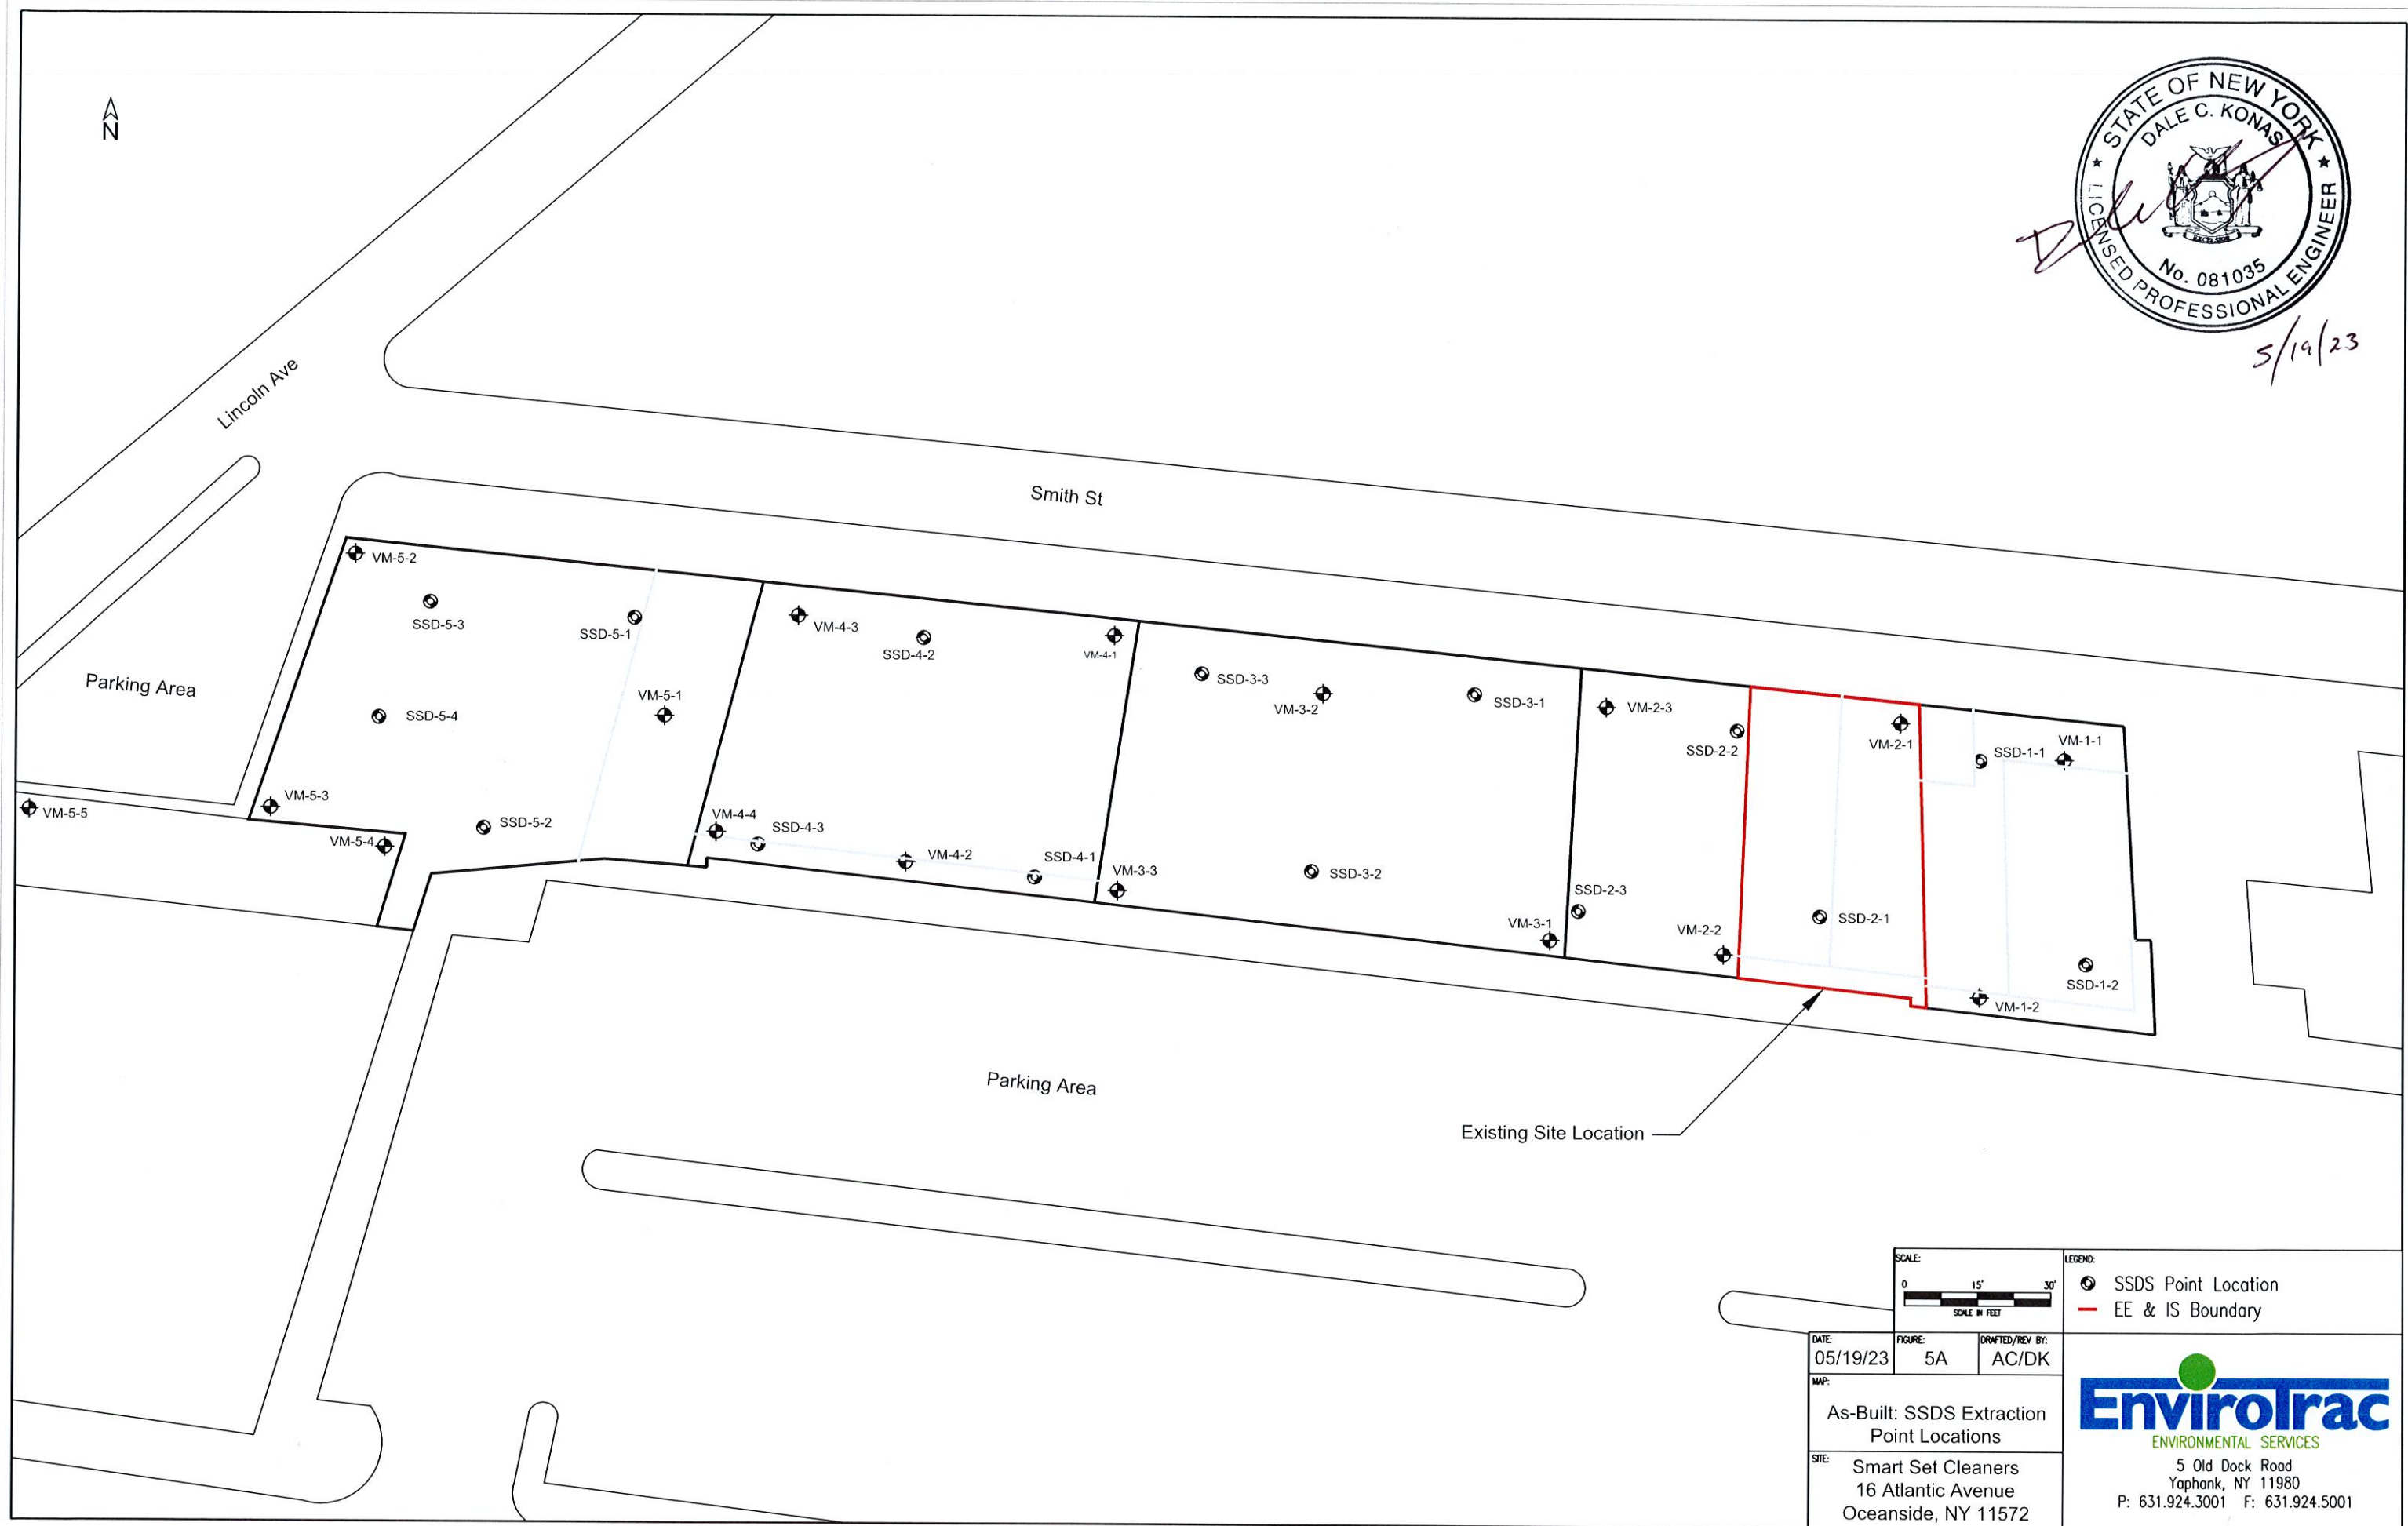 N
STATE OF NEW YORK
DALE C. KONAS
EXCELSIOR
No. 081035
LICENSED PROFESSIONAL ENGINEER
5/19/23
Lincoln Ave
Smith St
VM-5-2
SSD-5-3
SSD-5-1
VM-4-3
SSD-4-2
VM-4-1
Parking Area
SSD-5-4
VM-5-1
SSD-3-3
VM-3-2
SSD-3-1
VM-2-3
SSD-2-2
VM-2-1
SSD-1-1
VM-1-1
VM-5-5
VM-5-3
VM-5-4
SSD-5-2
VM-4-4
SSD-4-3
VM-4-2
SSD-4-1
VM-3-3
SSD-3-2
SSD-2-3
VM-3-1
VM-2-2
SSD-2-1
SSD-1-2
VM-1-2
Parking Area
Existing Site Location
SCALE:
0 15' 30'
SCALE IN FEET
LEGEND:
SSDS Point Location
EE & IS Boundary
DATE:
05/19/23
FIGURE:
5A
DRAFTED/REV BY:
AC/DK
MAP:
As-Built: SSDS Extraction
Point Locations
SITE:
Smart Set Cleaners
16 Atlantic Avenue
Oceanside, NY 11572
EnviroTrac
ENVIRONMENTAL SERVICES
5 Old Dock Road
Yaphank, NY 11980
P: 631.924.3001 F: 631.924.5001